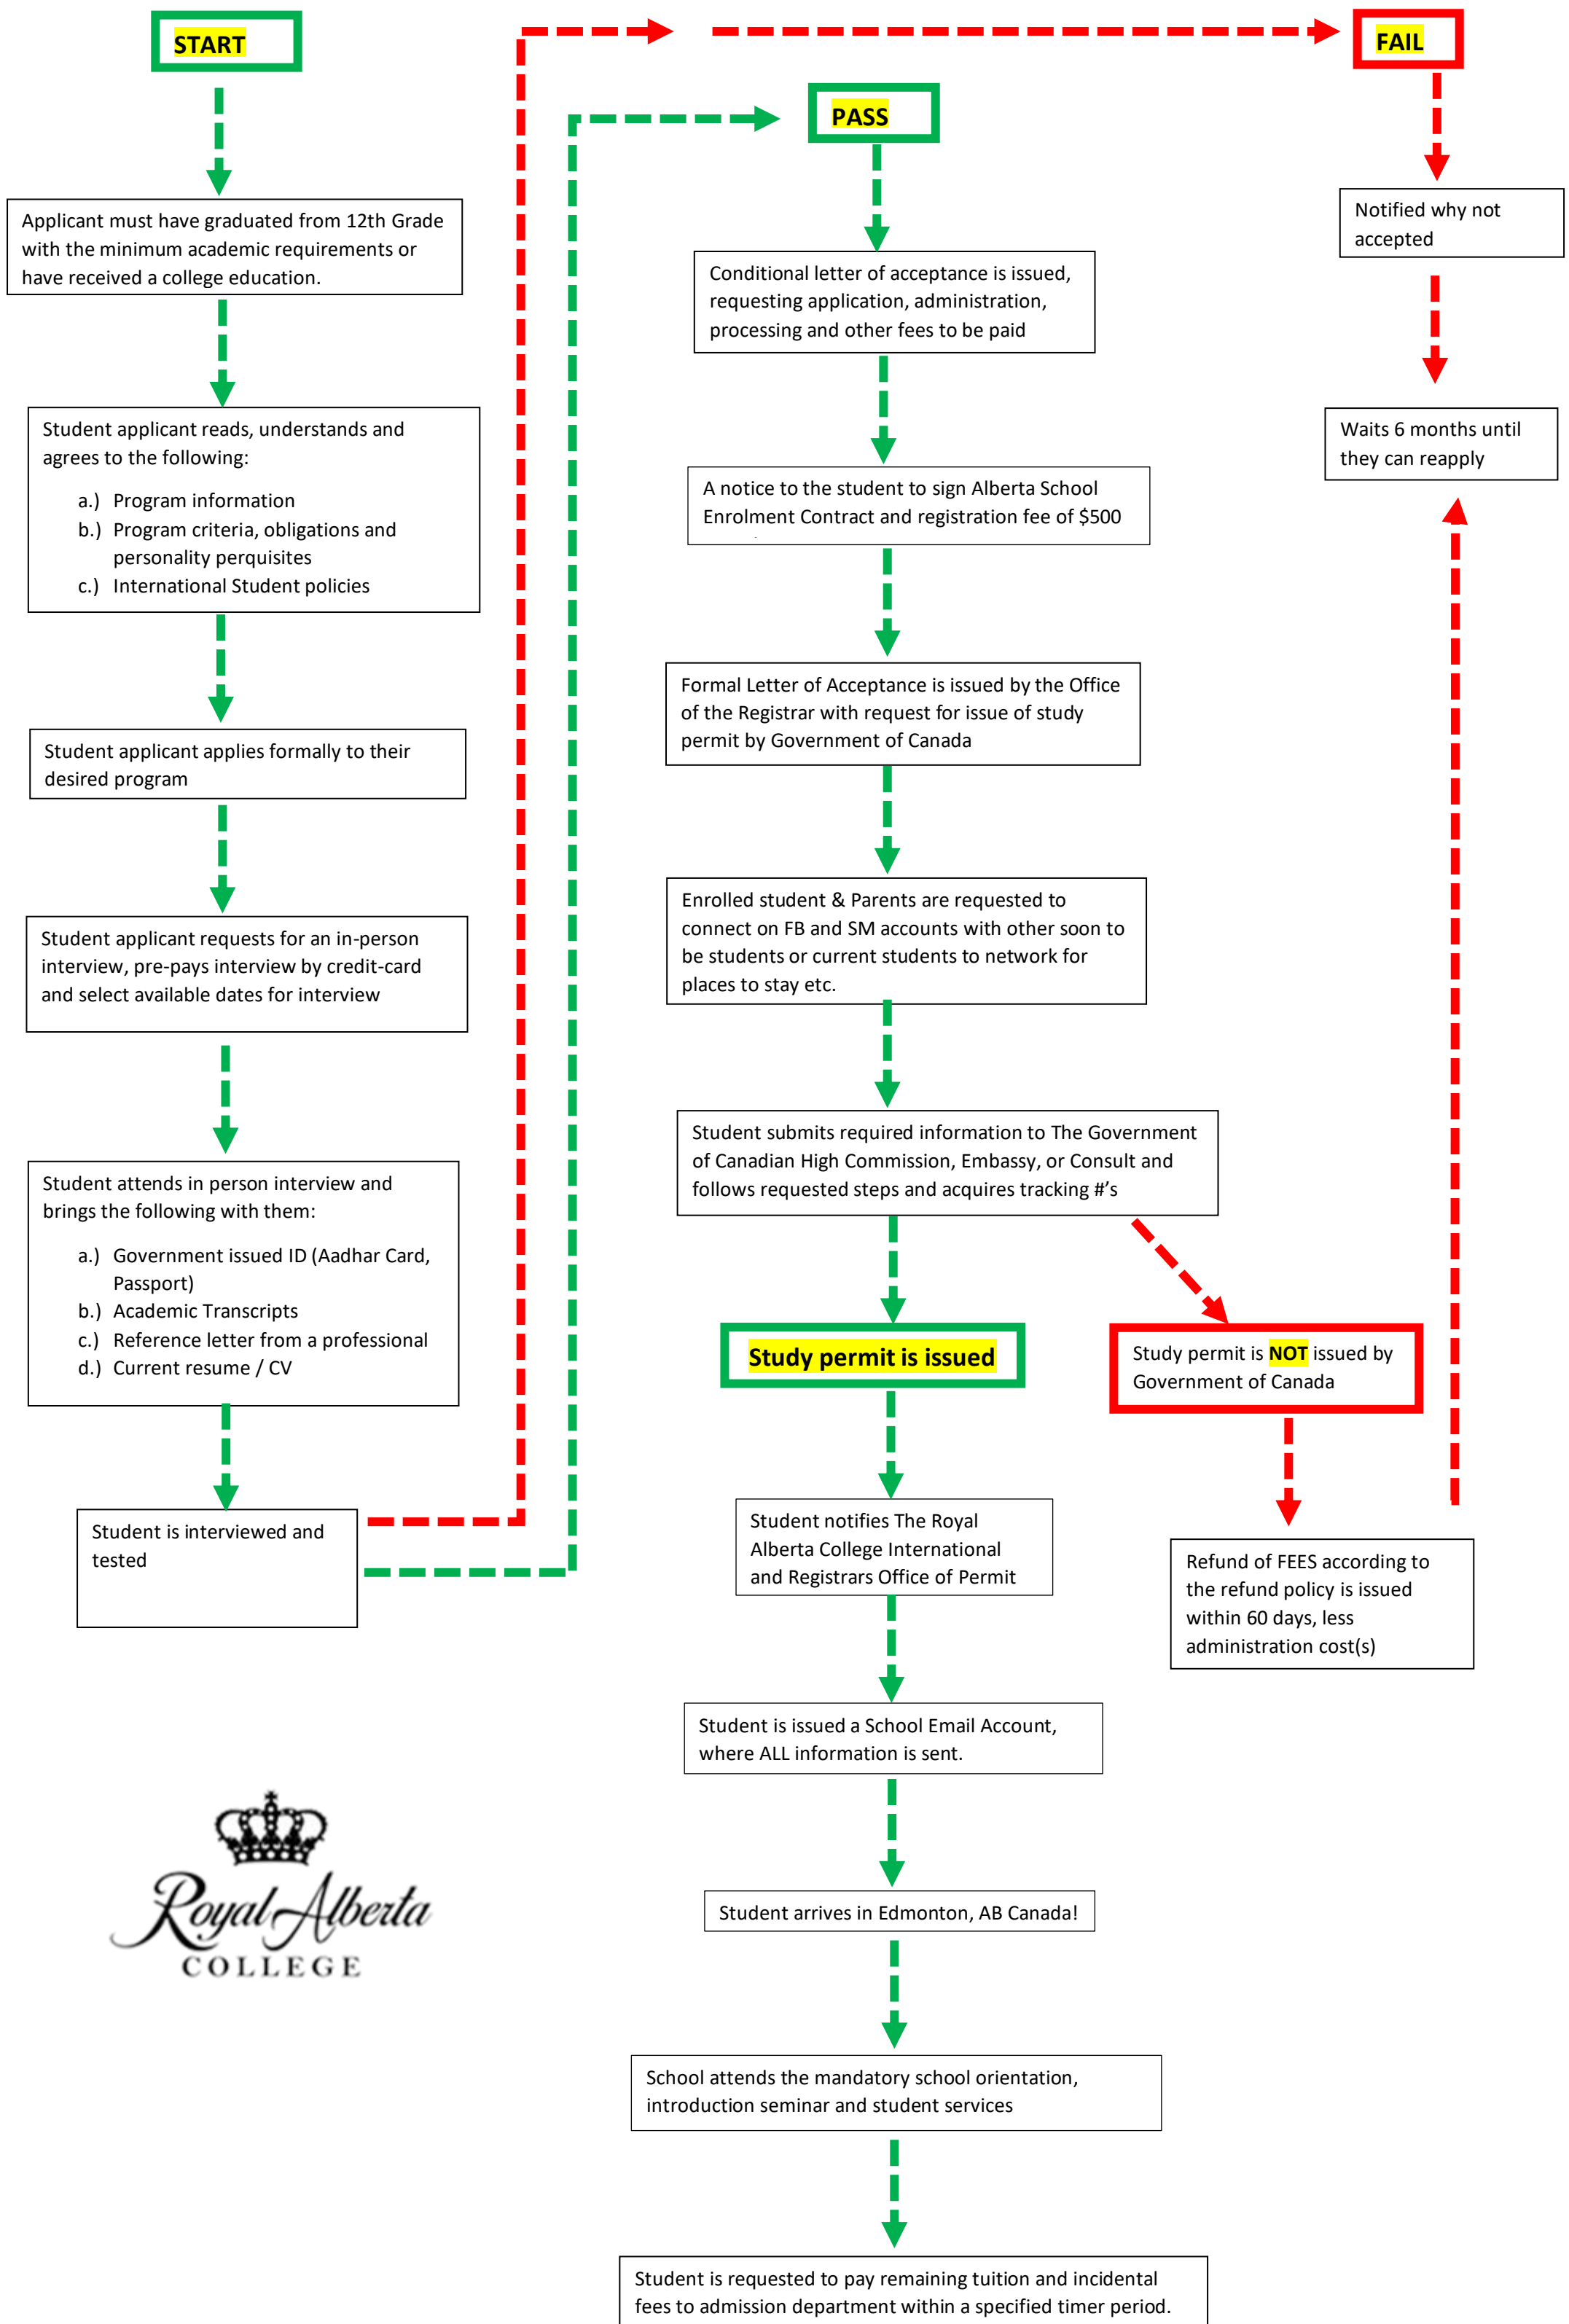 START
Applicant must have graduated from 12th Grade
with the minimum academic requirements or
have received a college education.
Student applicant reads, understands and
agrees to the following:
a.) Program information
b.) Program criteria, obligations and
personality perquisites
c.) International Student policies
Student applicant applies formally to their
desired program
Student applicant requests for an in-person
interview, pre-pays interview by credit-card
and select available dates for interview
Student attends in person interview and
brings the following with them:
a.) Government issued ID (Aadhar Card,
Passport)
b.) Academic Transcripts
c.) Reference letter from a professional
d.) Current resume / CV
Student is interviewed and
tested
PASS
Conditional letter of acceptance is issued,
requesting application, administration,
processing and other fees to be paid
A notice to the student to sign Alberta School
Enrolment Contract and registration fee of $500
Formal Letter of Acceptance is issued by the Office
of the Registrar with request for issue of study
permit by Government of Canada
Enrolled student & Parents are requested to
connect on FB and SM accounts with other soon to
be students or current students to network for
places to stay etc.
Student submits required information to The Government
of Canadian High Commission, Embassy, or Consult and
follows requested steps and acquires tracking #'s
Study permit is issued
Student notifies The Royal
Alberta College International
and Registrars Office of Permit
Student is issued a School Email Account,
where ALL information is sent.
Student arrives in Edmonton, AB Canada!
School attends the mandatory school orientation,
introduction seminar and student services
Student is requested to pay remaining tuition and incidental
fees to admission department within a specified timer period.
FAIL
Notified why not
accepted
Waits 6 months until
they can reapply
Study permit is NOT issued by
Government of Canada
Refund of FEES according to
the refund policy is issued
within 60 days, less
administration cost(s)
Royal Alberta
COLLEGE